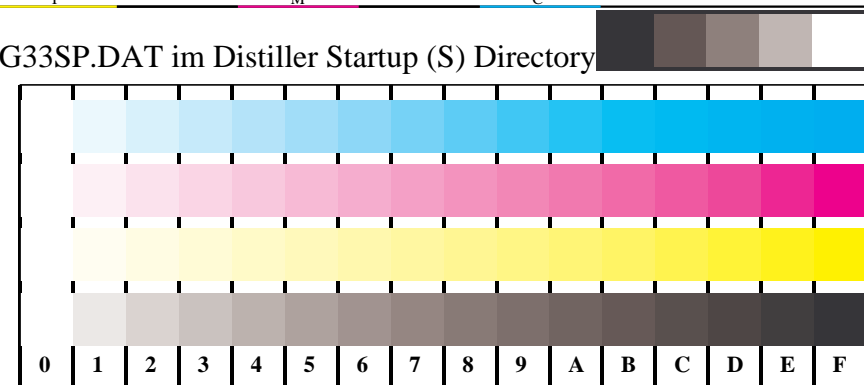 M C
G33SP.DAT im Distiller Startup (S) Directory
0 1 2 3 4 5 6 7 8 9 A B C D E F